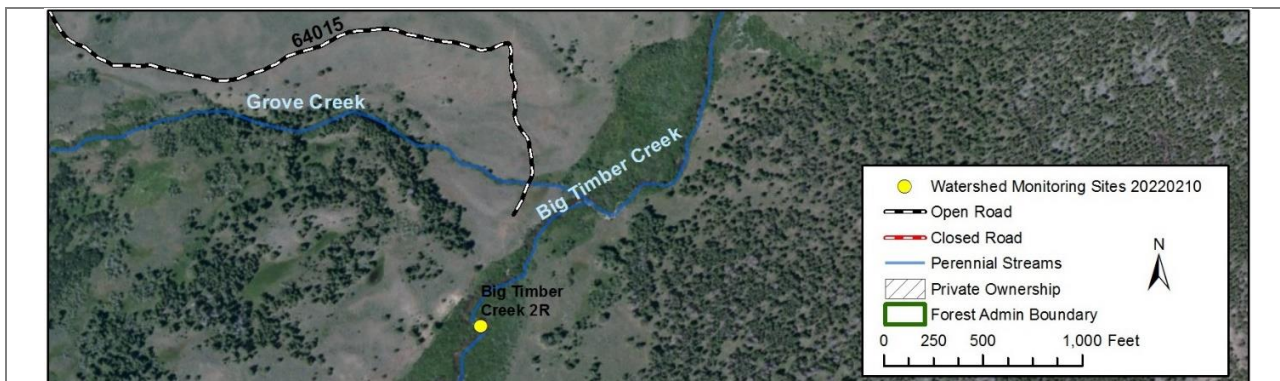 64015
Grove Creek
Big Timber Creek
Big Timber
Creek 2R
Watershed Monitoring Sites 20220210
Open Road
Closed Road
Perennial Streams
Private Ownership
Forest Admin Boundary
N
0 250 500 1,000 Feet